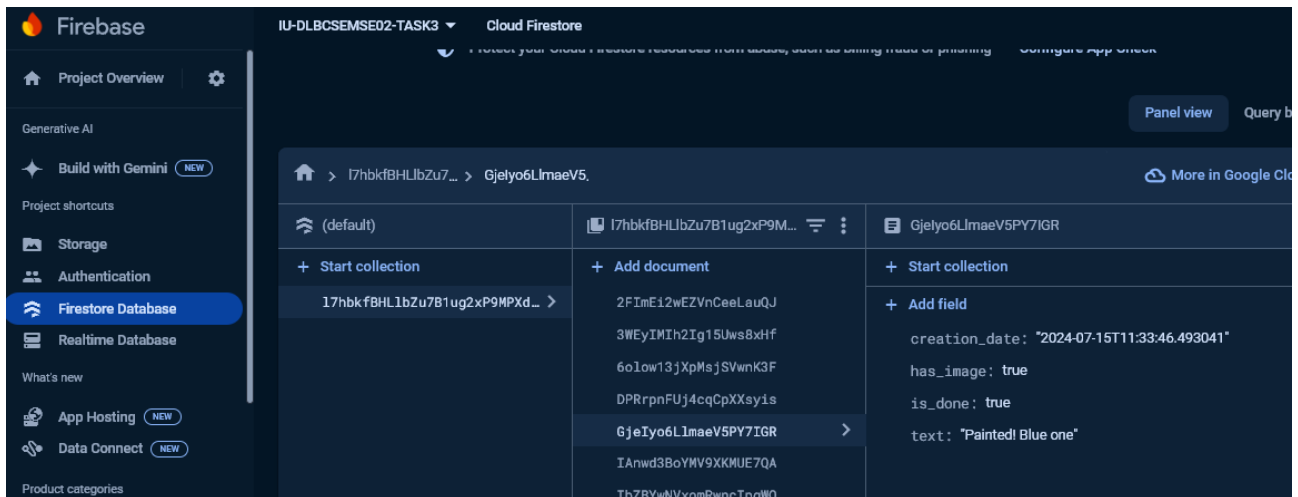 Firebase
IU-DLBCSEMSE02-TASK3
Cloud Firestore
Protect your Cloud Firestore resources from abuse, such as billing fraud or phishing
Configure App Check
Project Overview
Generative AI
Build with Gemini
NEW
Project shortcuts
Storage
Authentication
Firestore Database
Realtime Database
What's new
App Hosting
NEW
Data Connect
NEW
Product categories
Panel view
Query b
> l7hbkfBHLlbZu7... > GjeIyo6LlmaeV5.
More in Google Clo
(default)
+ Start collection
l7hbkfBHLlbZu7B1ug2xP9MPXd... >
l7hbkfBHLlbZu7B1ug2xP9M...
+ Add document
2FImEi2wEZVnCeeLauQJ
3WEyIMIh2Ig15Uws8xHf
6olow13jXpMsjSVwnK3F
DPRrpnFUj4cqCpXXsyis
GjeIyo6LlmaeV5PY7IGR >
IAnwd3BoYMV9XKMUE7QA
GjeIyo6LlmaeV5PY7IGR
+ Start collection
+ Add field
creation_date: "2024-07-15T11:33:46.493041"
has_image: true
is_done: true
text: "Painted! Blue one"